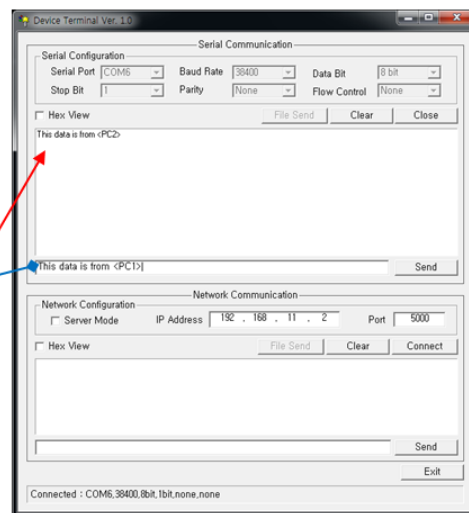 Device Terminal Ver. 1.0
Serial Communication
Serial Configuration
Serial Port COM6 Baud Rate 38400 Data Bit 8 bit
Stop Bit 1 Parity None Flow Control None
Hex View File Send Clear Close
This data is from <PC2>
This data is from <PC1> Send
Network Communication
Network Configuration
Server Mode IP Address 192 . 168 . 11 . 2 Port 5000
Hex View File Send Clear Connect
Send
Exit
Connected : COM6,38400,8bit,1bit,none,none